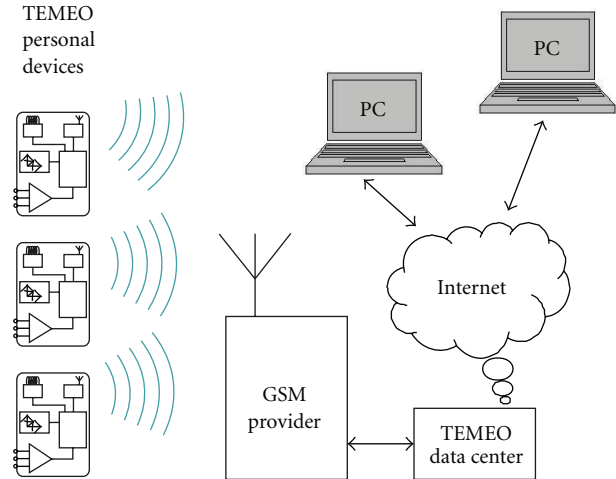 TEMEO
personal
devices
PC
PC
Internet
GSM
provider
TEMEO
data center